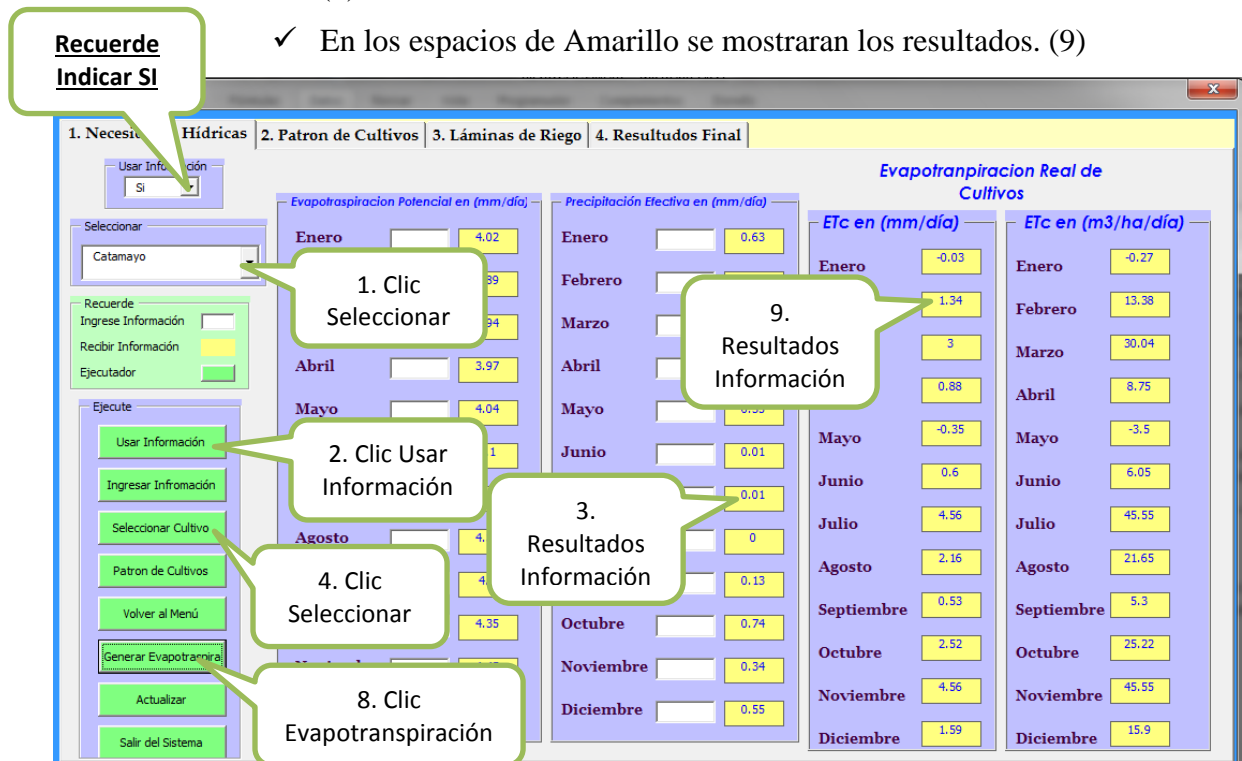 ✓ En los espacios de Amarillo se mostraran los resultados. (9)
Recuerde
Indicar SI
1. Necesi Hídricas
2. Patron de Cultivos
3. Láminas de Riego
4. Resultudos Final
Usar Información
Si
Seleccionar
Catamayo
1. Clic
Seleccionar
Recuerde
Ingrese Información
Recibir Información
Ejecutador
Ejecute
Usar Información
Ingresar Infromación
Seleccionar Cultivo
Patron de Cultivos
Volver al Menú
Generar Evapotraspira
Actualizar
Salir del Sistema
2. Clic Usar
Información
4. Clic
Seleccionar
8. Clic
Evapotranspiración
Evapotraspiracion Potencial en (mm/día)
Enero 4.02
89
94
Abril 3.97
Mayo 4.04
1
Agosto 4.
4.
4.35
Precipitación Efectiva en (mm/día)
Enero 0.63
Febrero
Marzo
Abril
Mayo
Junio 0.01
0.01
0
0.13
Octubre 0.74
Noviembre 0.34
Diciembre 0.55
3.
Resultados
Información
9.
Resultados
Información
Evapotranpiracion Real de
Cultivos
ETc en (mm/día)
Enero -0.03
1.34
3
0.88
Mayo -0.35
Junio 0.6
Julio 4.56
Agosto 2.16
Septiembre 0.53
Octubre 2.52
Noviembre 4.56
Diciembre 1.59
ETc en (m3/ha/día)
Enero -0.27
Febrero 13.38
Marzo 30.04
Abril 8.75
Mayo -3.5
Junio 6.05
Julio 45.55
Agosto 21.65
Septiembre 5.3
Octubre 25.22
Noviembre 45.55
Diciembre 15.9